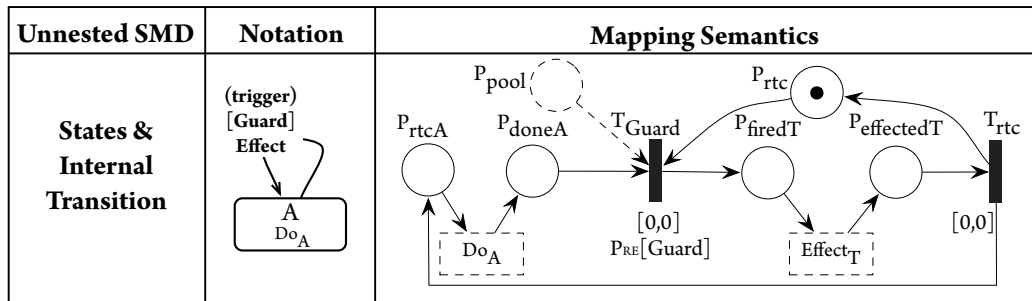 Unnested SMD
Notation
Mapping Semantics
States &
Internal
Transition
(trigger)
[Guard]
Effect
A
DoA
Ppool
Prtc
PrtcA
PdoneA
TGuard
PfiredT
PeffectedT
Trtc
DoA
[0,0]
PRE[Guard]
EffectT
[0,0]